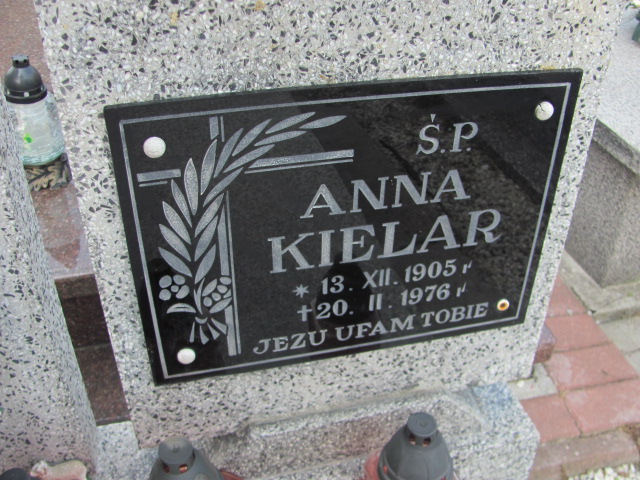 Ś.P.
ANNA
KIELAR
* 13. XII. 1905 r
† 20. II. 1976 r
JEZU UFAM TOBIE